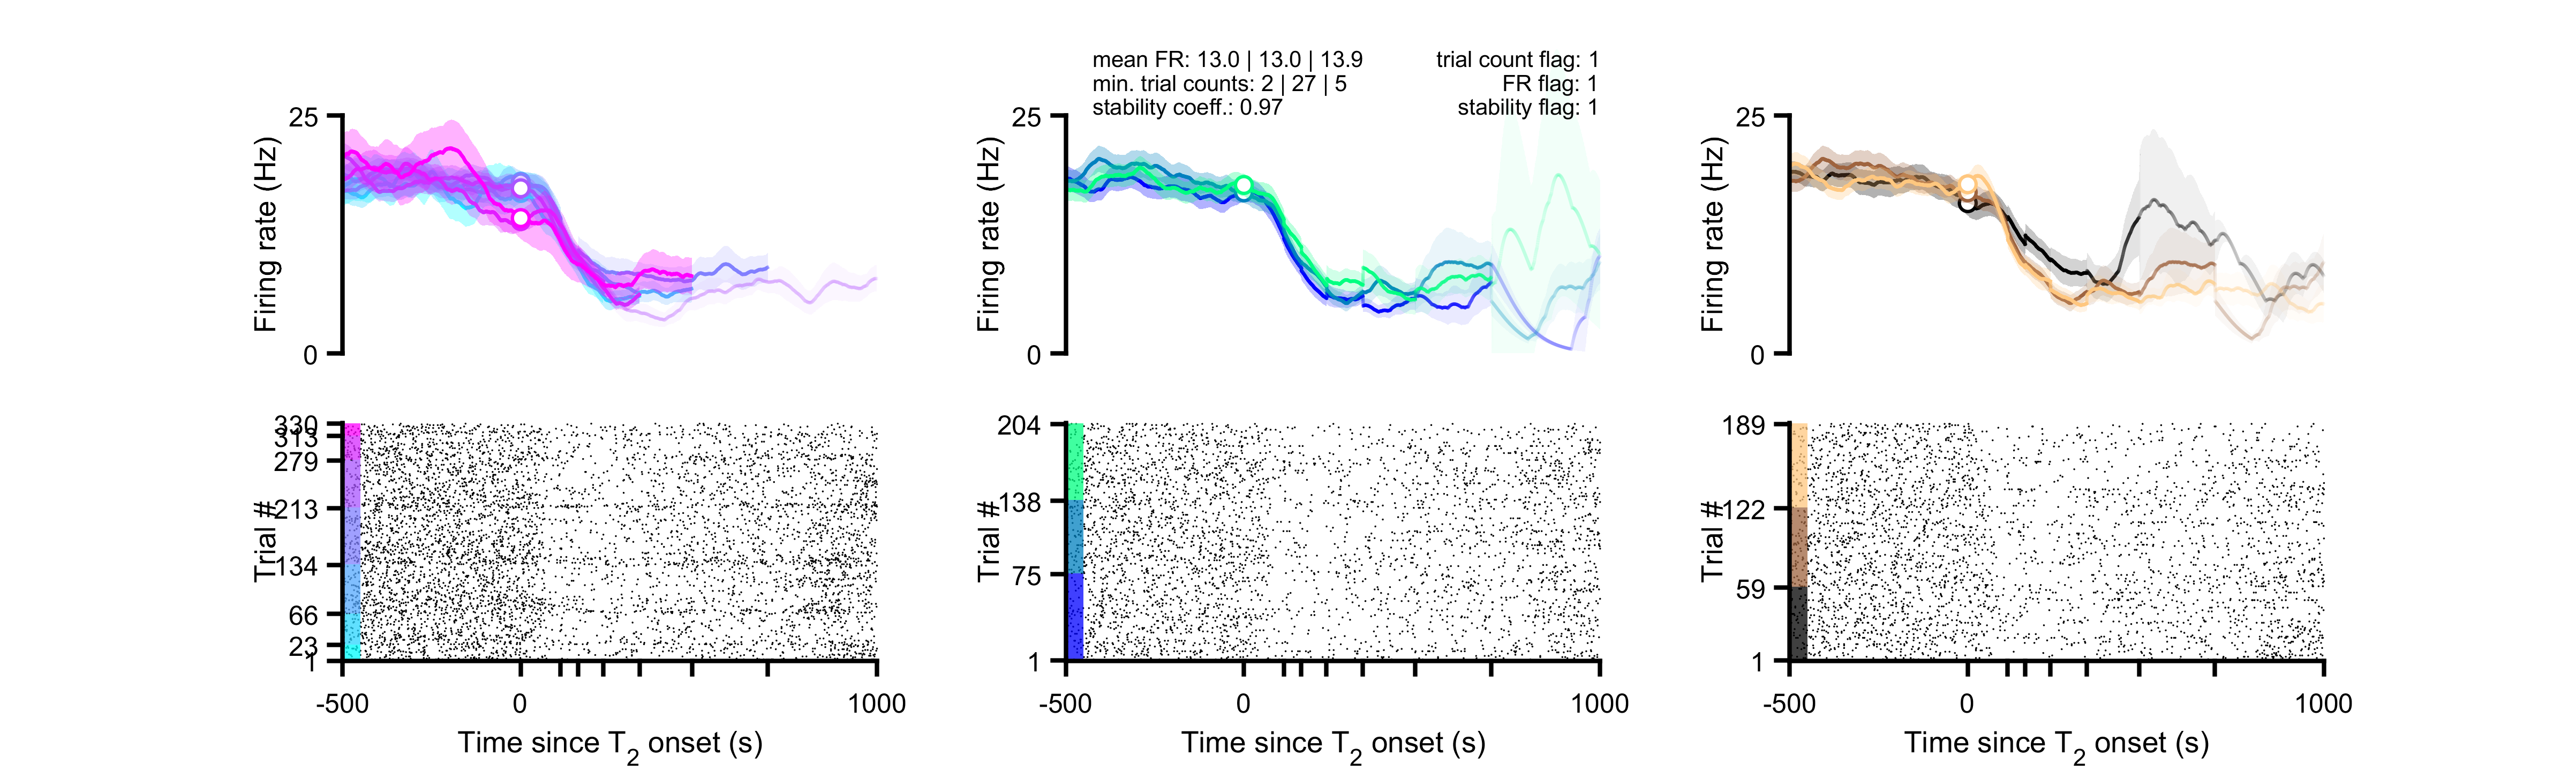 mean FR: 13.0 | 13.0 | 13.9
min. trial counts: 2 | 27 | 5
stability coeff.: 0.97
trial count flag: 1
FR flag: 1
stability flag: 1
25
0
Firing rate (Hz)
25
0
Firing rate (Hz)
25
0
Firing rate (Hz)
330
313
279
213
134
66
23
1
Trial #
-500
0
1000
Time since T2 onset (s)
204
138
75
1
Trial #
-500
0
1000
Time since T2 onset (s)
189
122
59
1
Trial #
-500
0
1000
Time since T2 onset (s)